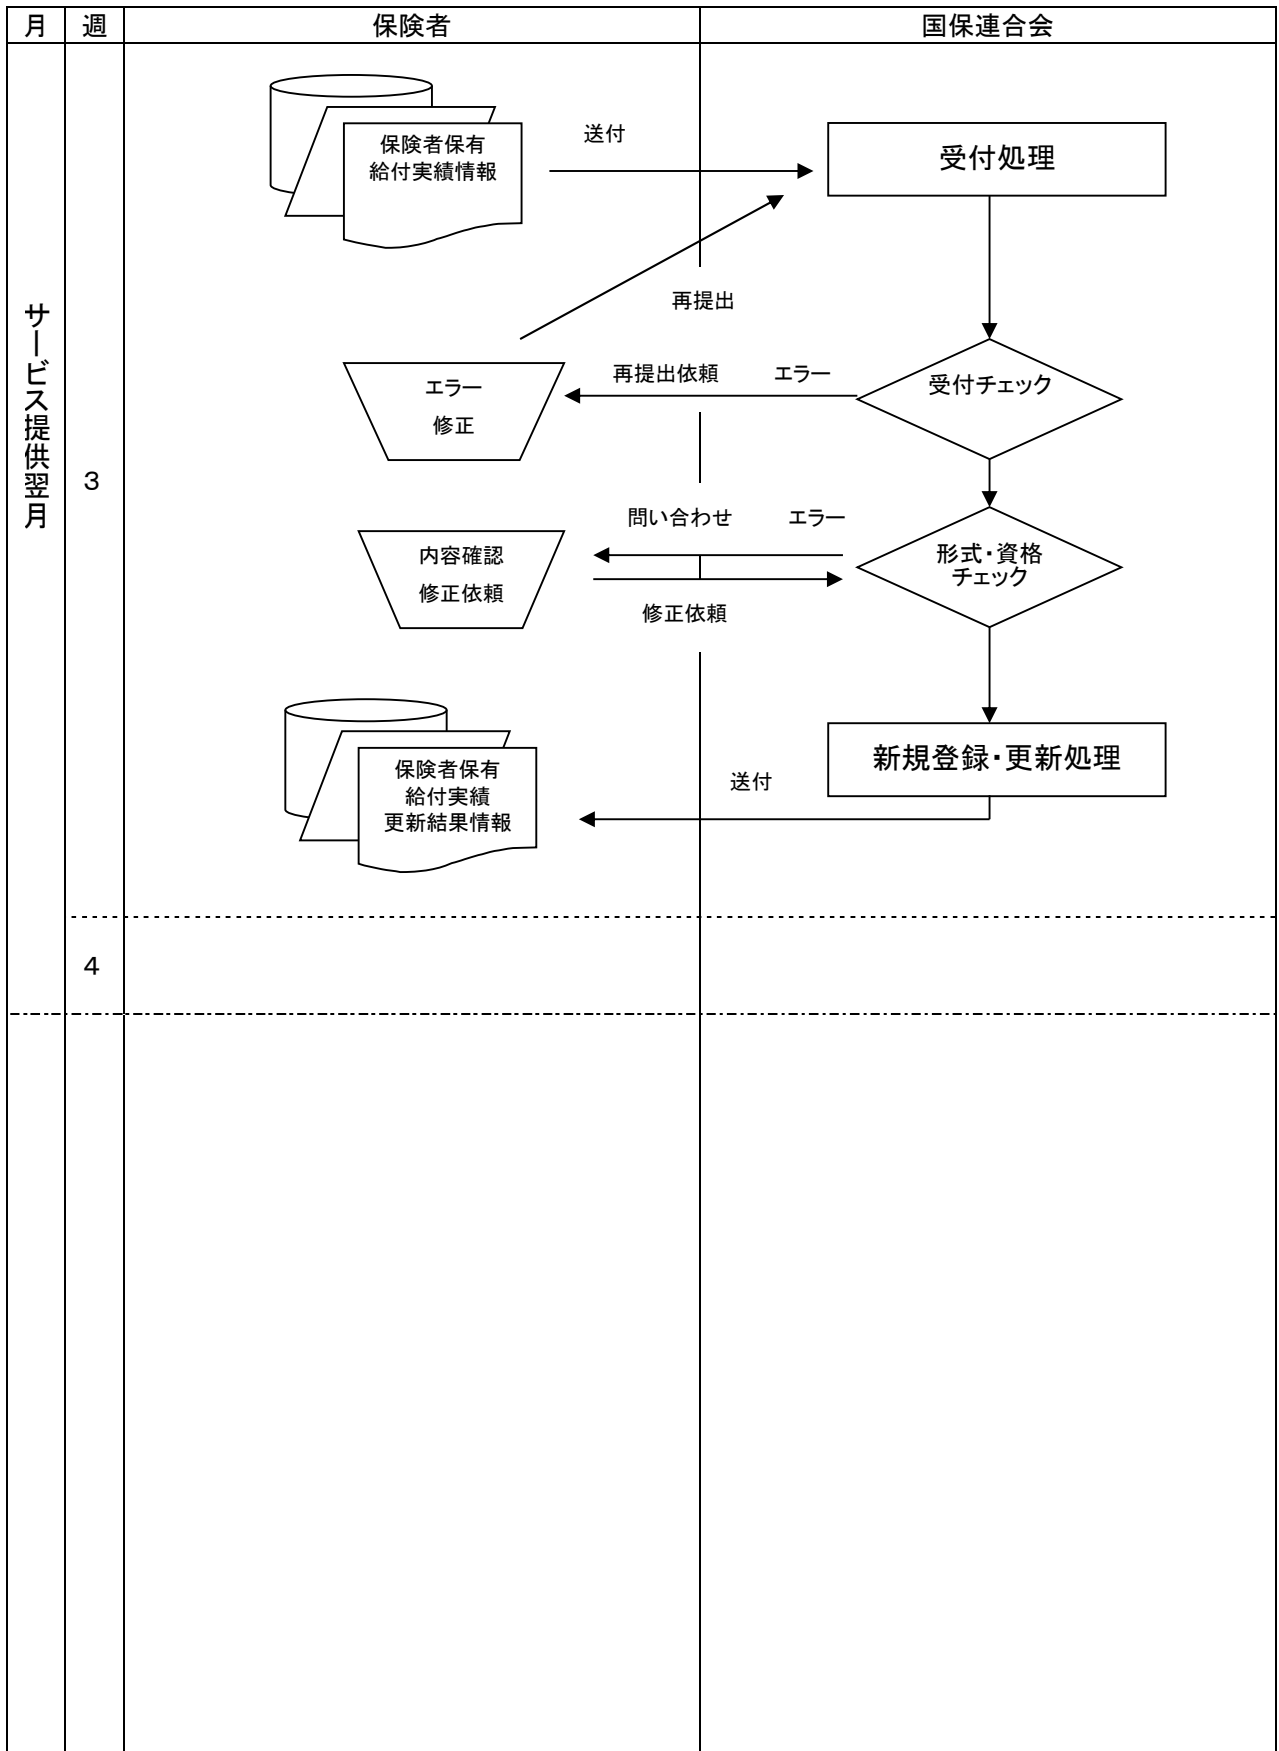 月 週 保険者 国保連合会
サービス提供翌月
3
保険者保有
給付実績情報
送付
受付処理
再提出
エラー
修正
再提出依頼 エラー
受付チェック
問い合わせ エラー
内容確認
修正依頼
形式・資格
チェック
修正依頼
保険者保有
給付実績
更新結果情報
送付
新規登録・更新処理
4